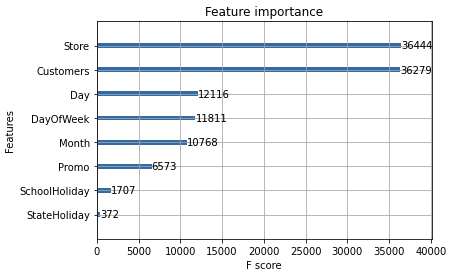 Feature importance
Store 36444
Customers 36279
Day 12116
DayOfWeek 11811
Month 10768
Promo 6573
SchoolHoliday 1707
StateHoliday 372
Features
0 5000 10000 15000 20000 25000 30000 35000 40000
F score